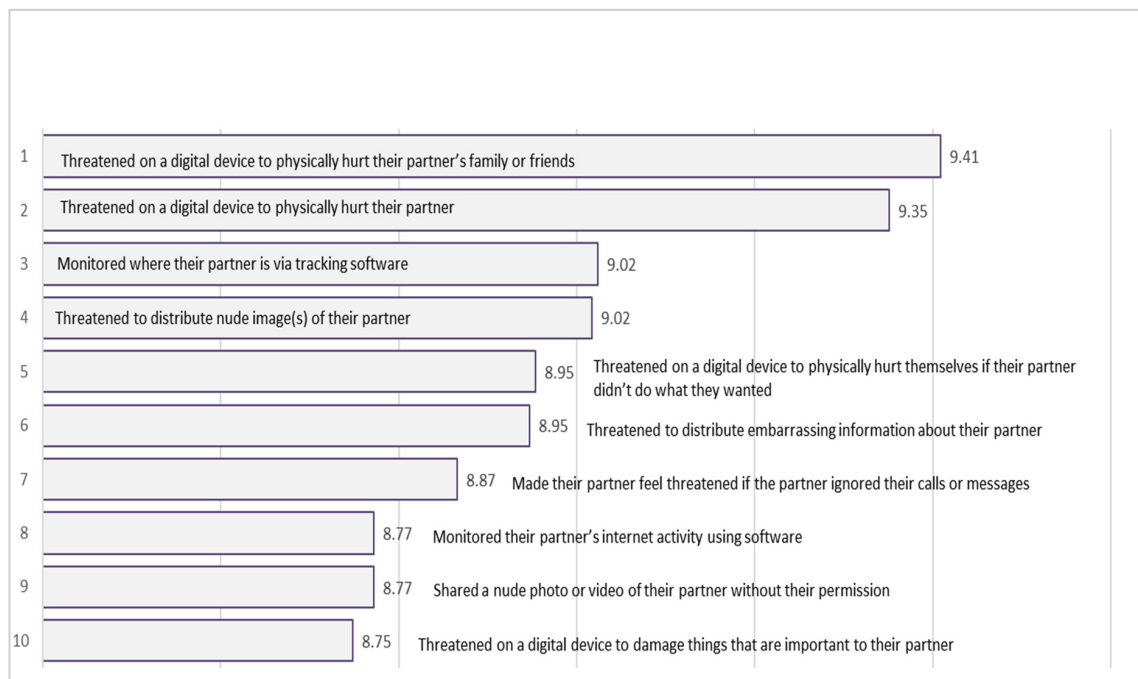 1 Threatened on a digital device to physically hurt their partner’s family or friends 9.41
2 Threatened on a digital device to physically hurt their partner 9.35
3 Monitored where their partner is via tracking software 9.02
4 Threatened to distribute nude image(s) of their partner 9.02
5 8.95 Threatened on a digital device to physically hurt themselves if their partner
didn’t do what they wanted
6 8.95 Threatened to distribute embarrassing information about their partner
7 8.87 Made their partner feel threatened if the partner ignored their calls or messages
8 8.77 Monitored their partner’s internet activity using software
9 8.77 Shared a nude photo or video of their partner without their permission
10 8.75 Threatened on a digital device to damage things that are important to their partner